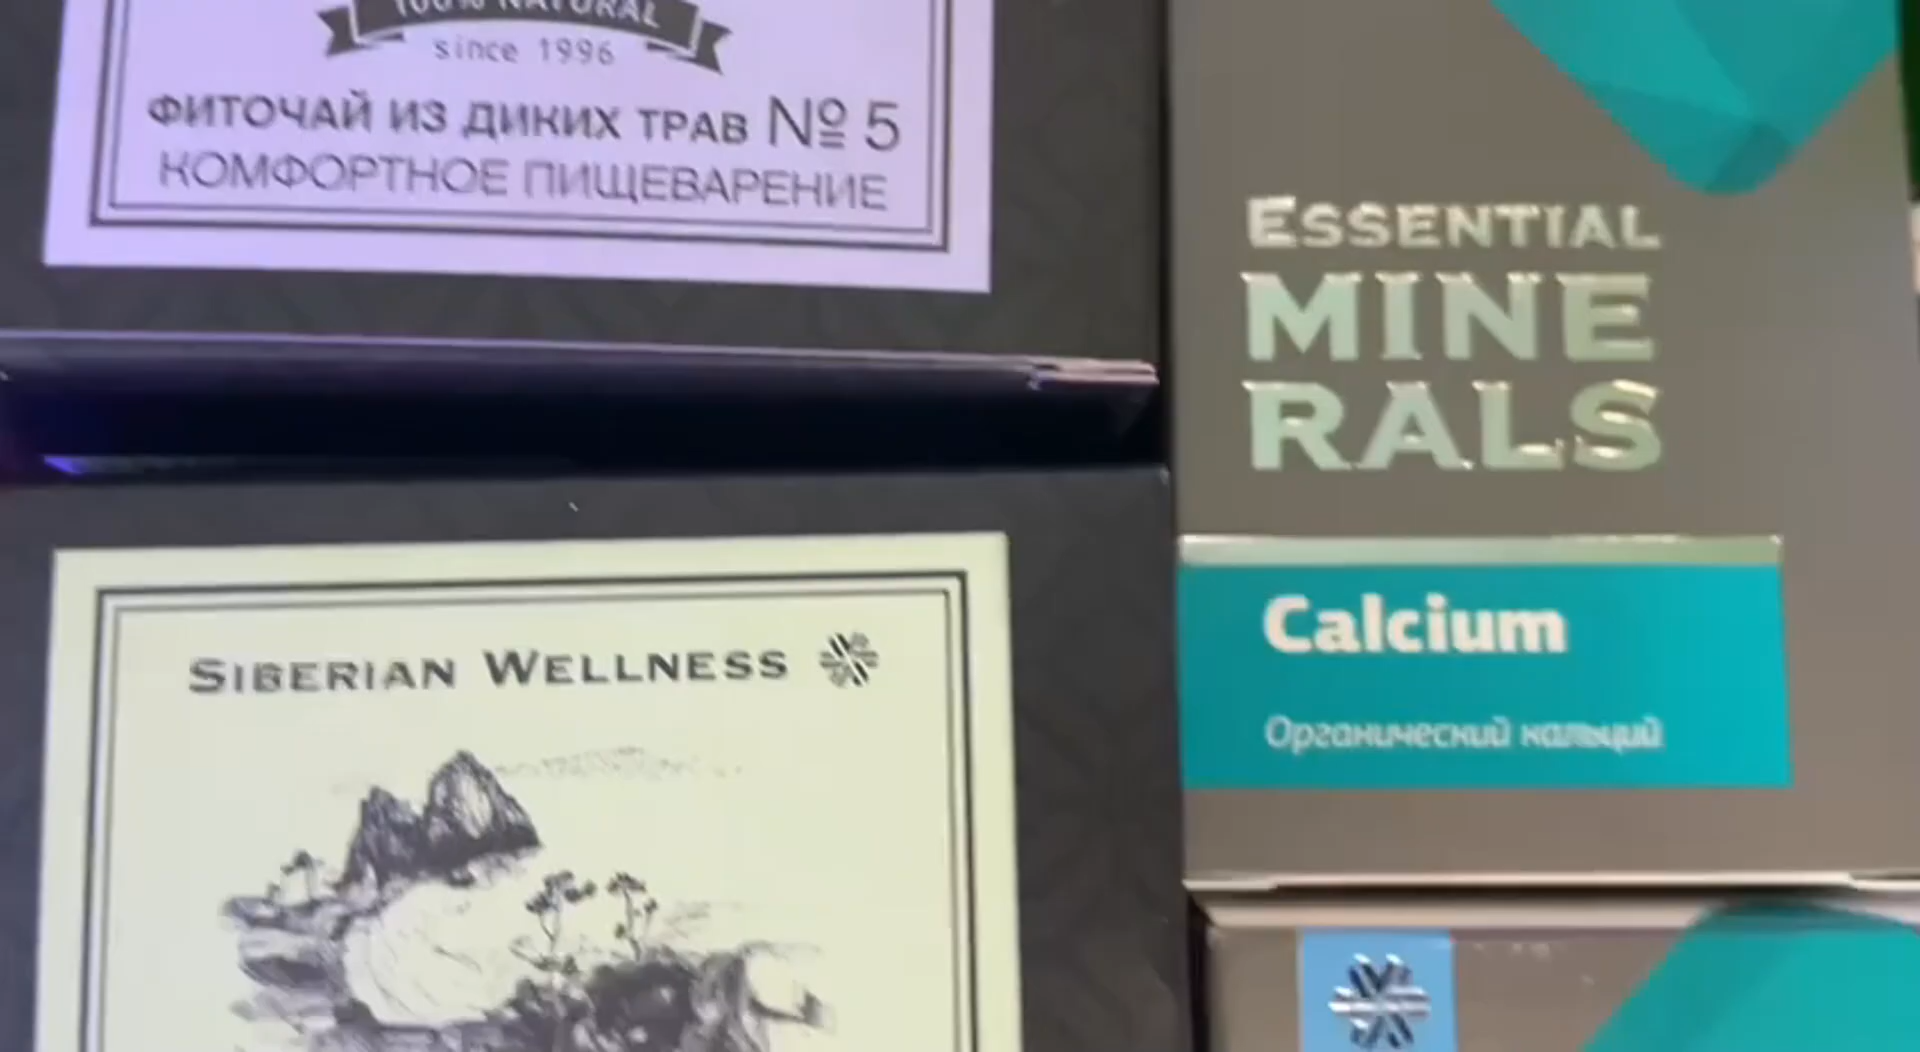 100% NATURAL
since 1996
ФИТОЧАЙ ИЗ ДИКИХ ТРАВ № 5
КОМФОРТНОЕ ПИЩЕВАРЕНИЕ
SIBERIAN WELLNESS
ESSENTIAL
MINE
RALS
Calcium
Органический кальций